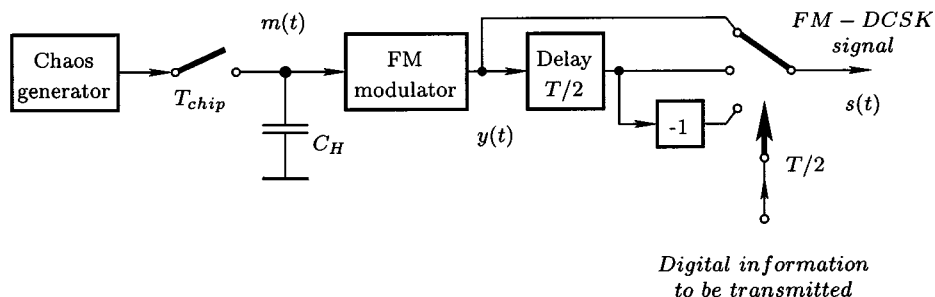 FM − DCSK
signal
m(t)
Chaos
generator
T_chip
FM
modulator
Delay
T/2
y(t)
s(t)
C_H
-1
T/2
Digital information
to be transmitted